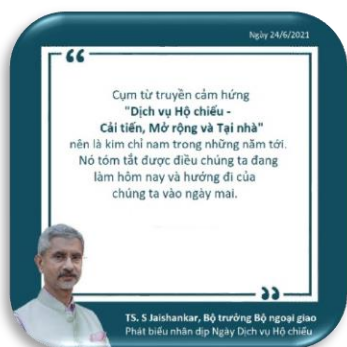 Ngày 24/6/2021
Cụm từ truyền cảm hứng
"Dịch vụ Hộ chiếu -
Cải tiến, Mở rộng và Tại nhà"
nên là kim chỉ nam trong những năm tới.
Nó tóm tắt được điều chúng ta đang
làm hôm nay và hướng đi của
chúng ta vào ngày mai.
TS. S Jaishankar, Bộ trưởng Bộ ngoại giao
Phát biểu nhân dịp Ngày Dịch vụ Hộ chiếu